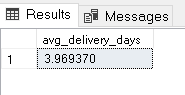 Results Messages
avg_delivery_days
1 3.969370